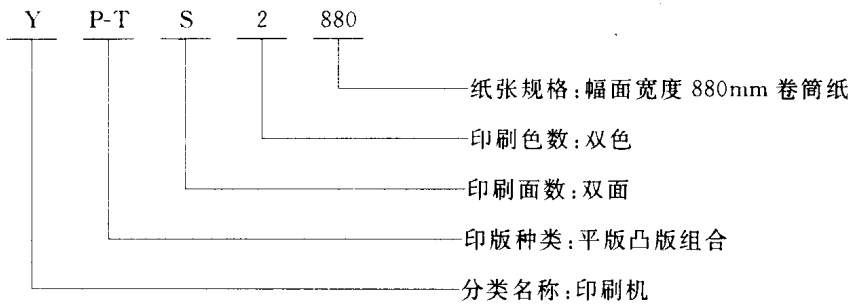 Y P-T S 2 880
纸张规格:幅面宽度 880mm 卷筒纸
印刷色数:双色
印刷面数:双面
印版种类:平版凸版组合
分类名称:印刷机